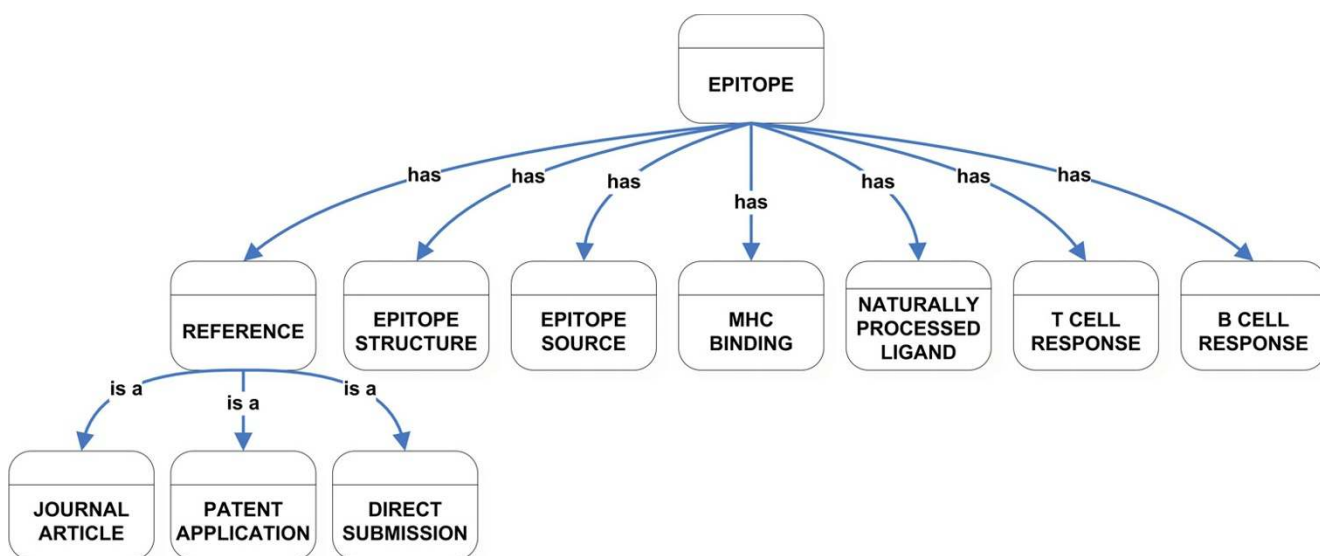 EPITOPE
has
has
has
has
has
has
has
REFERENCE
EPITOPE
STRUCTURE
EPITOPE
SOURCE
MHC
BINDING
NATURALLY
PROCESSED
LIGAND
T CELL
RESPONSE
B CELL
RESPONSE
is a
is a
is a
JOURNAL
ARTICLE
PATENT
APPLICATION
DIRECT
SUBMISSION